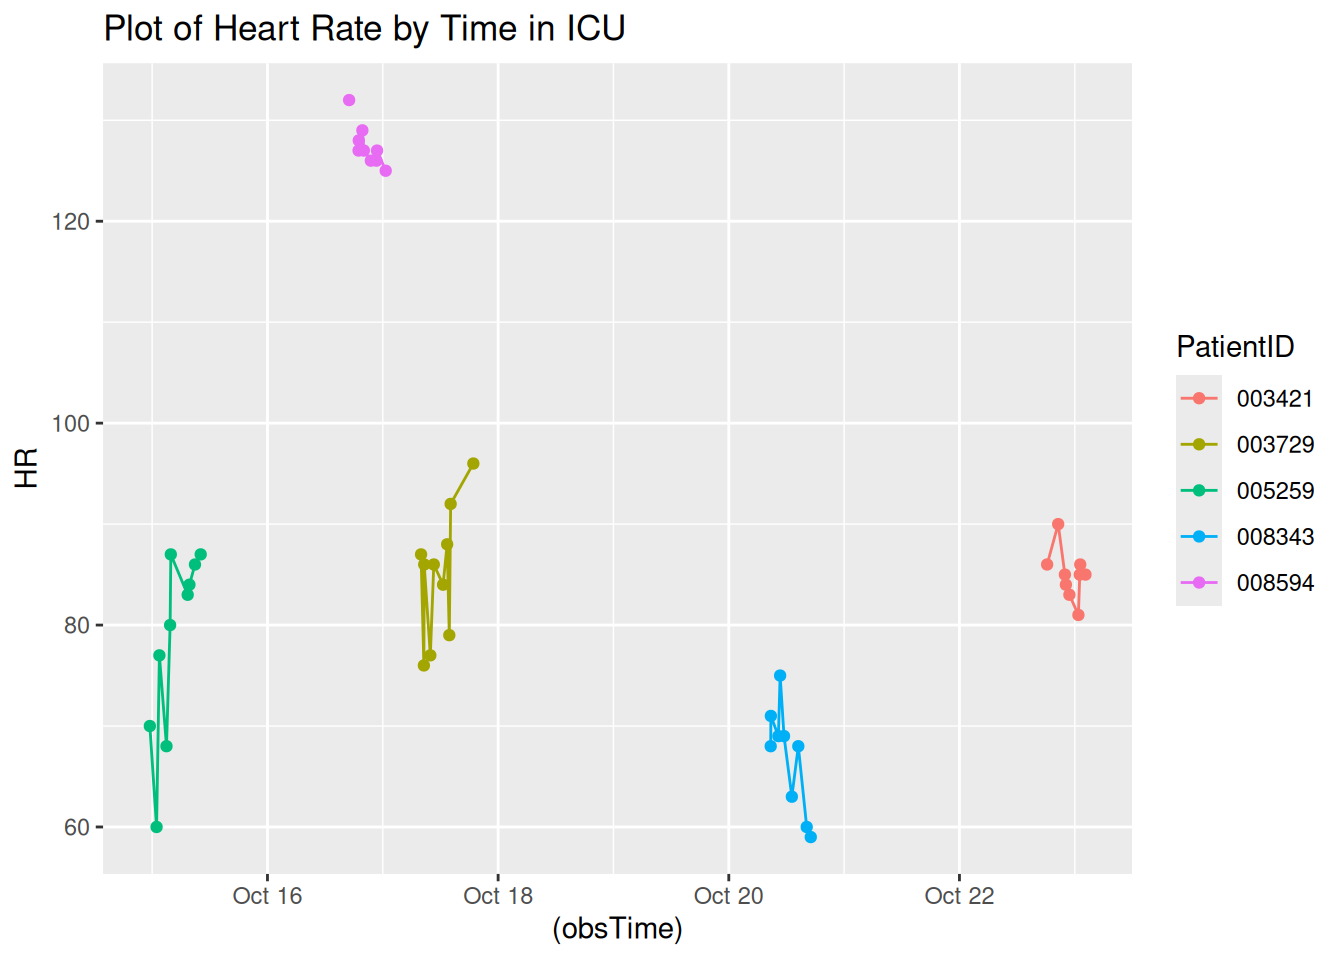 Plot of Heart Rate by Time in ICU
HR
120
100
80
60
Oct 16
Oct 18
Oct 20
Oct 22
(obsTime)
PatientID
003421
003729
005259
008343
008594